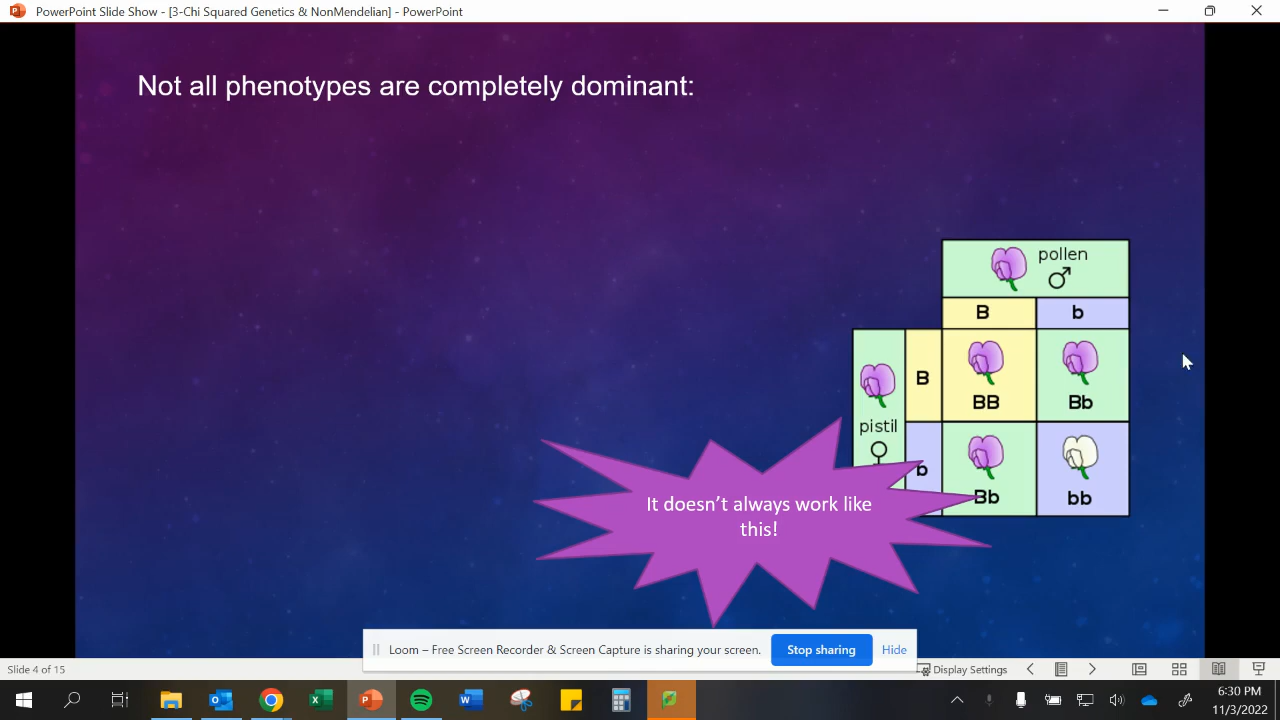 PowerPoint Slide Show - [3-Chi Squared Genetics & NonMendelian] - PowerPoint
Not all phenotypes are completely dominant:
pollen
♂
B b
B
BB Bb
pistil
♀
b
Bb bb
It doesn't always work like
this!
Loom – Free Screen Recorder & Screen Capture is sharing your screen. Stop sharing Hide
Slide 4 of 15 Display Settings
6:30 PM
11/3/2022